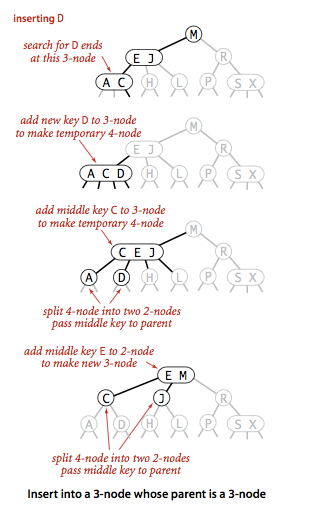 inserting D
M
search for D ends
at this 3-node
E J
R
A C
H
L
P
S X
add new key D to 3-node
to make temporary 4-node
M
E J
R
A C D
H
L
P
S X
add middle key C to 3-node
to make temporary 4-node
M
C E J
R
A
D
H
L
P
S X
split 4-node into two 2-nodes
pass middle key to parent
add middle key E to 2-node
to make new 3-node
E M
C
J
R
A
D
H
L
P
S X
split 4-node into two 2-nodes
pass middle key to parent
Insert into a 3-node whose parent is a 3-node